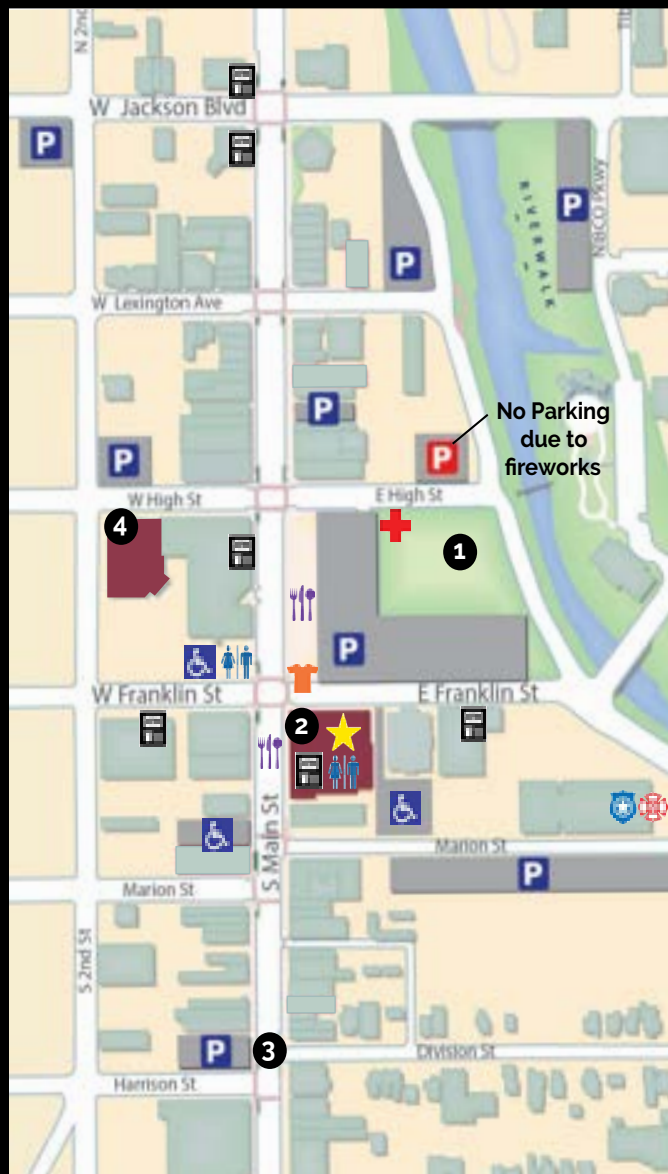 N 2nd
W Jackson Blvd
P
P
RIVERWALK
P
NIBCO Pkwy
W Lexington Ave
P
P
P
No Parking
due to
fireworks
W High St
E High St
4
1
P
W Franklin St
E Franklin St
2
S Main St
Marion St
P
Marion St
S 2nd St
P
3
Division St
Harrison St